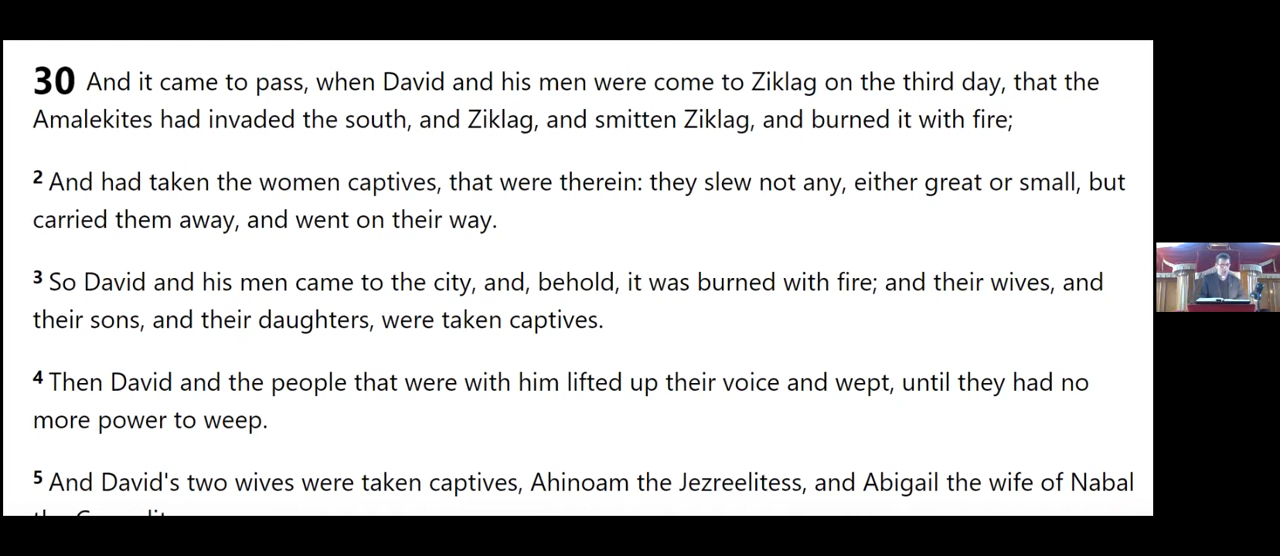 30 And it came to pass, when David and his men were come to Ziklag on the third day, that the
Amalekites had invaded the south, and Ziklag, and smitten Ziklag, and burned it with fire;
2 And had taken the women captives, that were therein: they slew not any, either great or small, but
carried them away, and went on their way.
3 So David and his men came to the city, and, behold, it was burned with fire; and their wives, and
their sons, and their daughters, were taken captives.
4 Then David and the people that were with him lifted up their voice and wept, until they had no
more power to weep.
5 And David's two wives were taken captives, Ahinoam the Jezreelitess, and Abigail the wife of Nabal